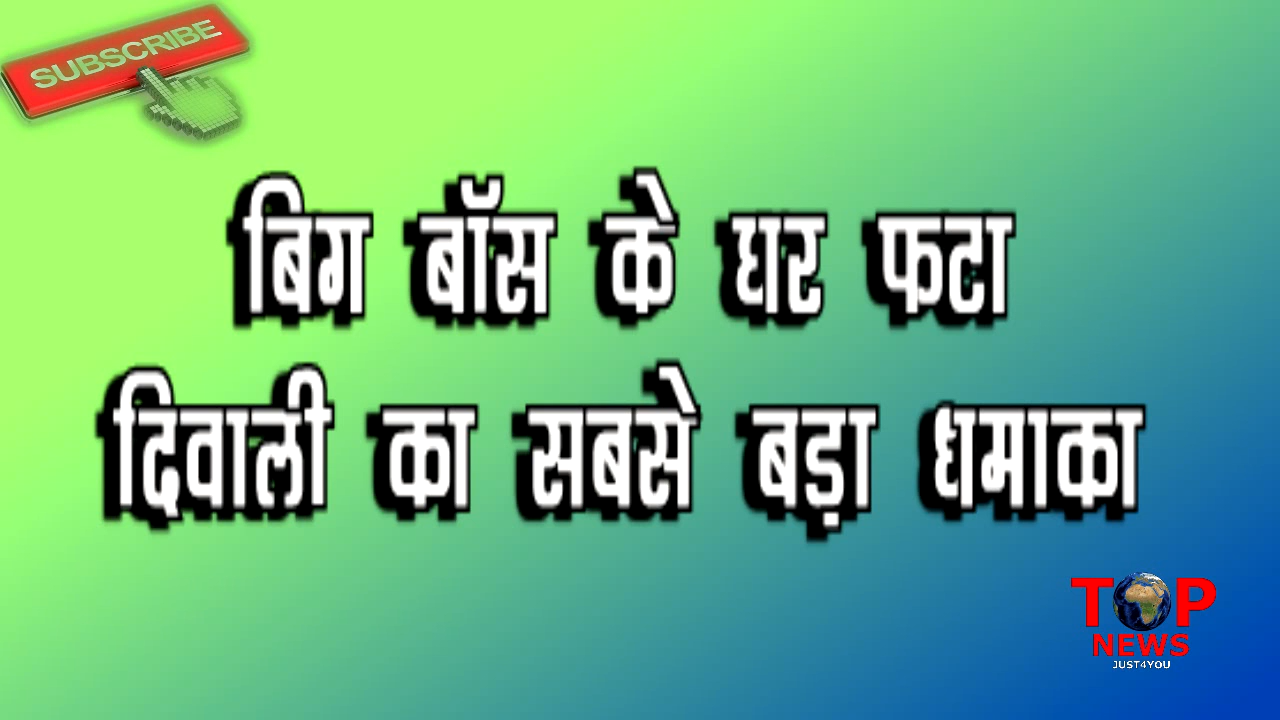 SUBSCRIBE
बिग बॉस के घर फटा
दिवाली का सबसे बड़ा धमाका
TOP
NEWS
JUST4YOU